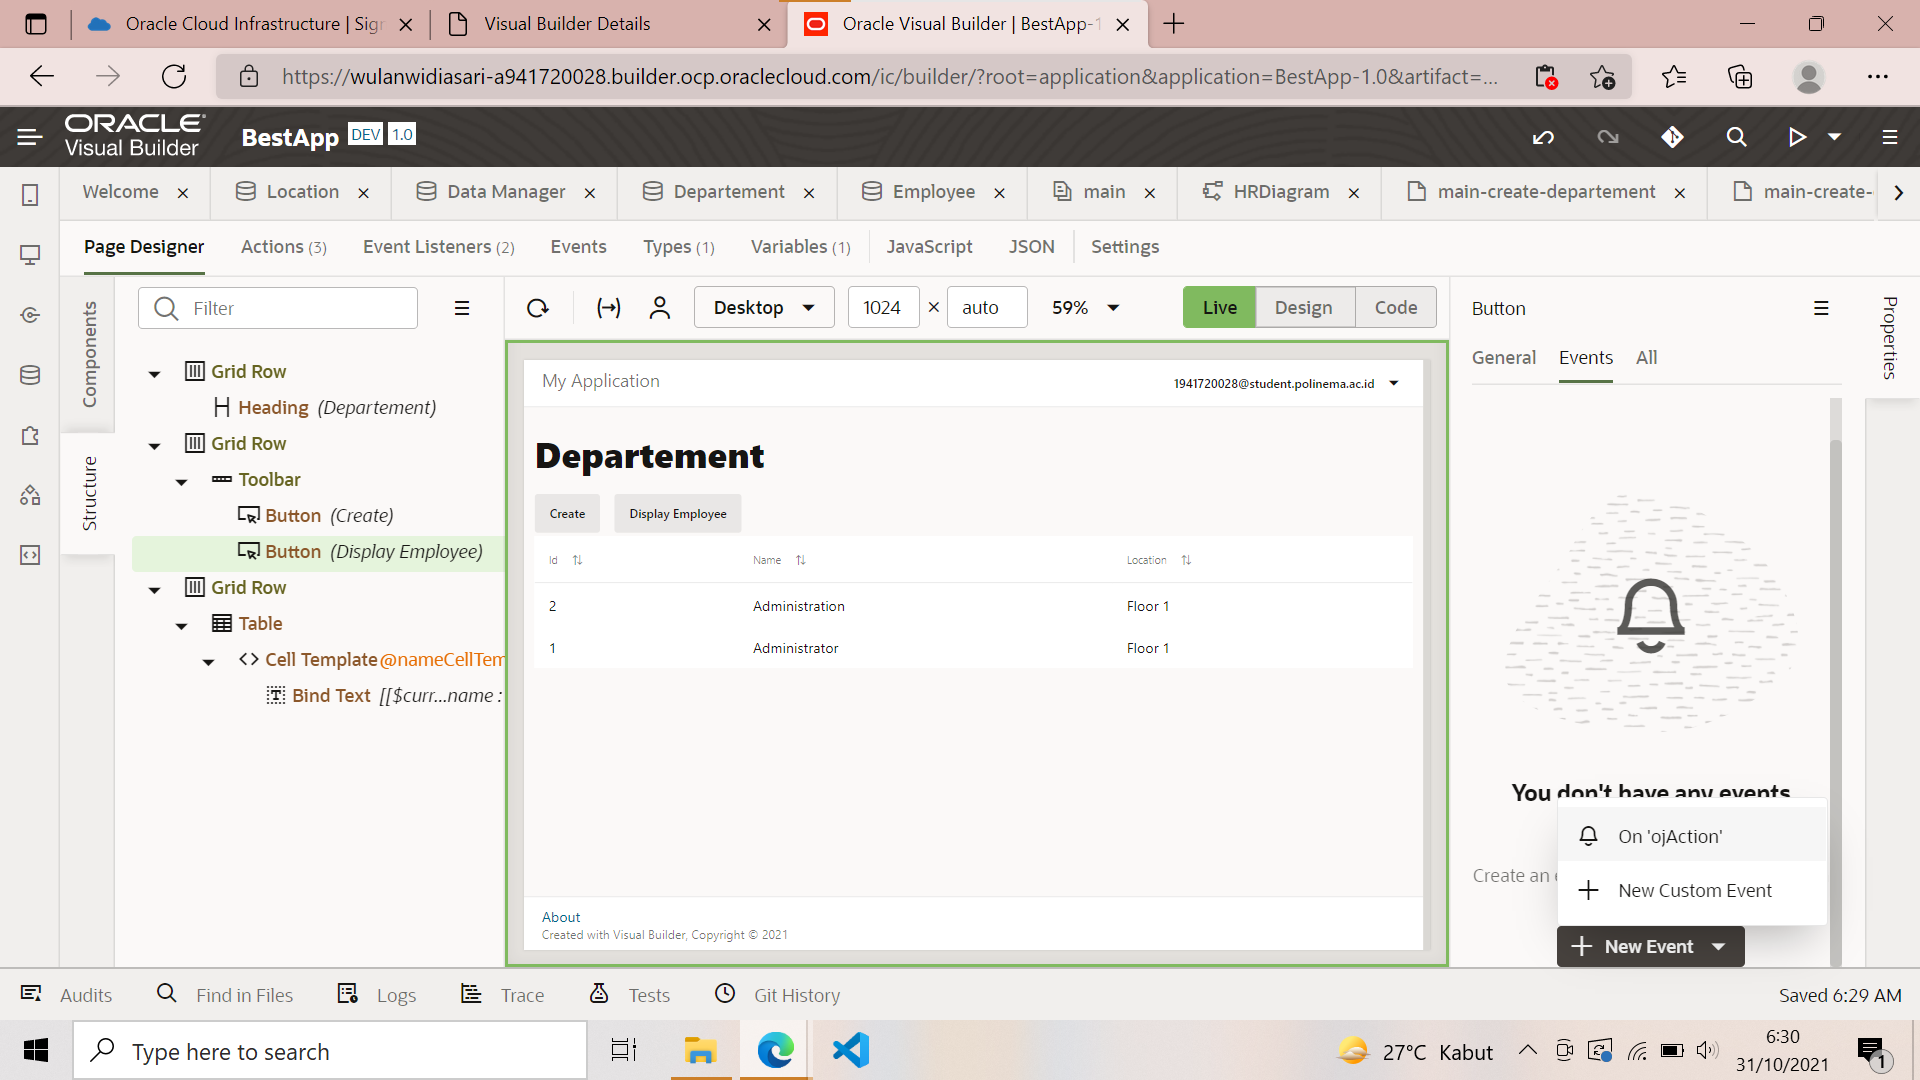 Oracle Cloud Infrastructure | Sig
Visual Builder Details
Oracle Visual Builder | BestApp-1
https://wulanwidiasari-a941720028.builder.ocp.oraclecloud.com/ic/builder/?root=application&application=BestApp-1.0&artifact=...
ORACLE
Visual Builder
BestApp DEV 1.0
Welcome
Location
Data Manager
Departement
Employee
main
HRDiagram
main-create-departement
main-create-
Page Designer
Actions (3)
Event Listeners (2)
Events
Types (1)
Variables (1)
JavaScript
JSON
Settings
Components
Structure
Filter
Grid Row
Heading (Departement)
Grid Row
Toolbar
Button (Create)
Button (Display Employee)
Grid Row
Table
Cell Template @nameCellTem
Bind Text [[$curr...name :
Desktop
1024 × auto
59%
Live
Design
Code
My Application
1941720028@student.polinema.ac.id
Departement
Create
Display Employee
Id Name Location
2 Administration Floor 1
1 Administrator Floor 1
About
Created with Visual Builder, Copyright © 2021
Button
General
Events
All
Properties
You don't have any events
Create an e
On 'ojAction'
New Custom Event
New Event
Audits
Find in Files
Logs
Trace
Tests
Git History
Saved 6:29 AM
Type here to search
27°C Kabut
6:30
31/10/2021
1